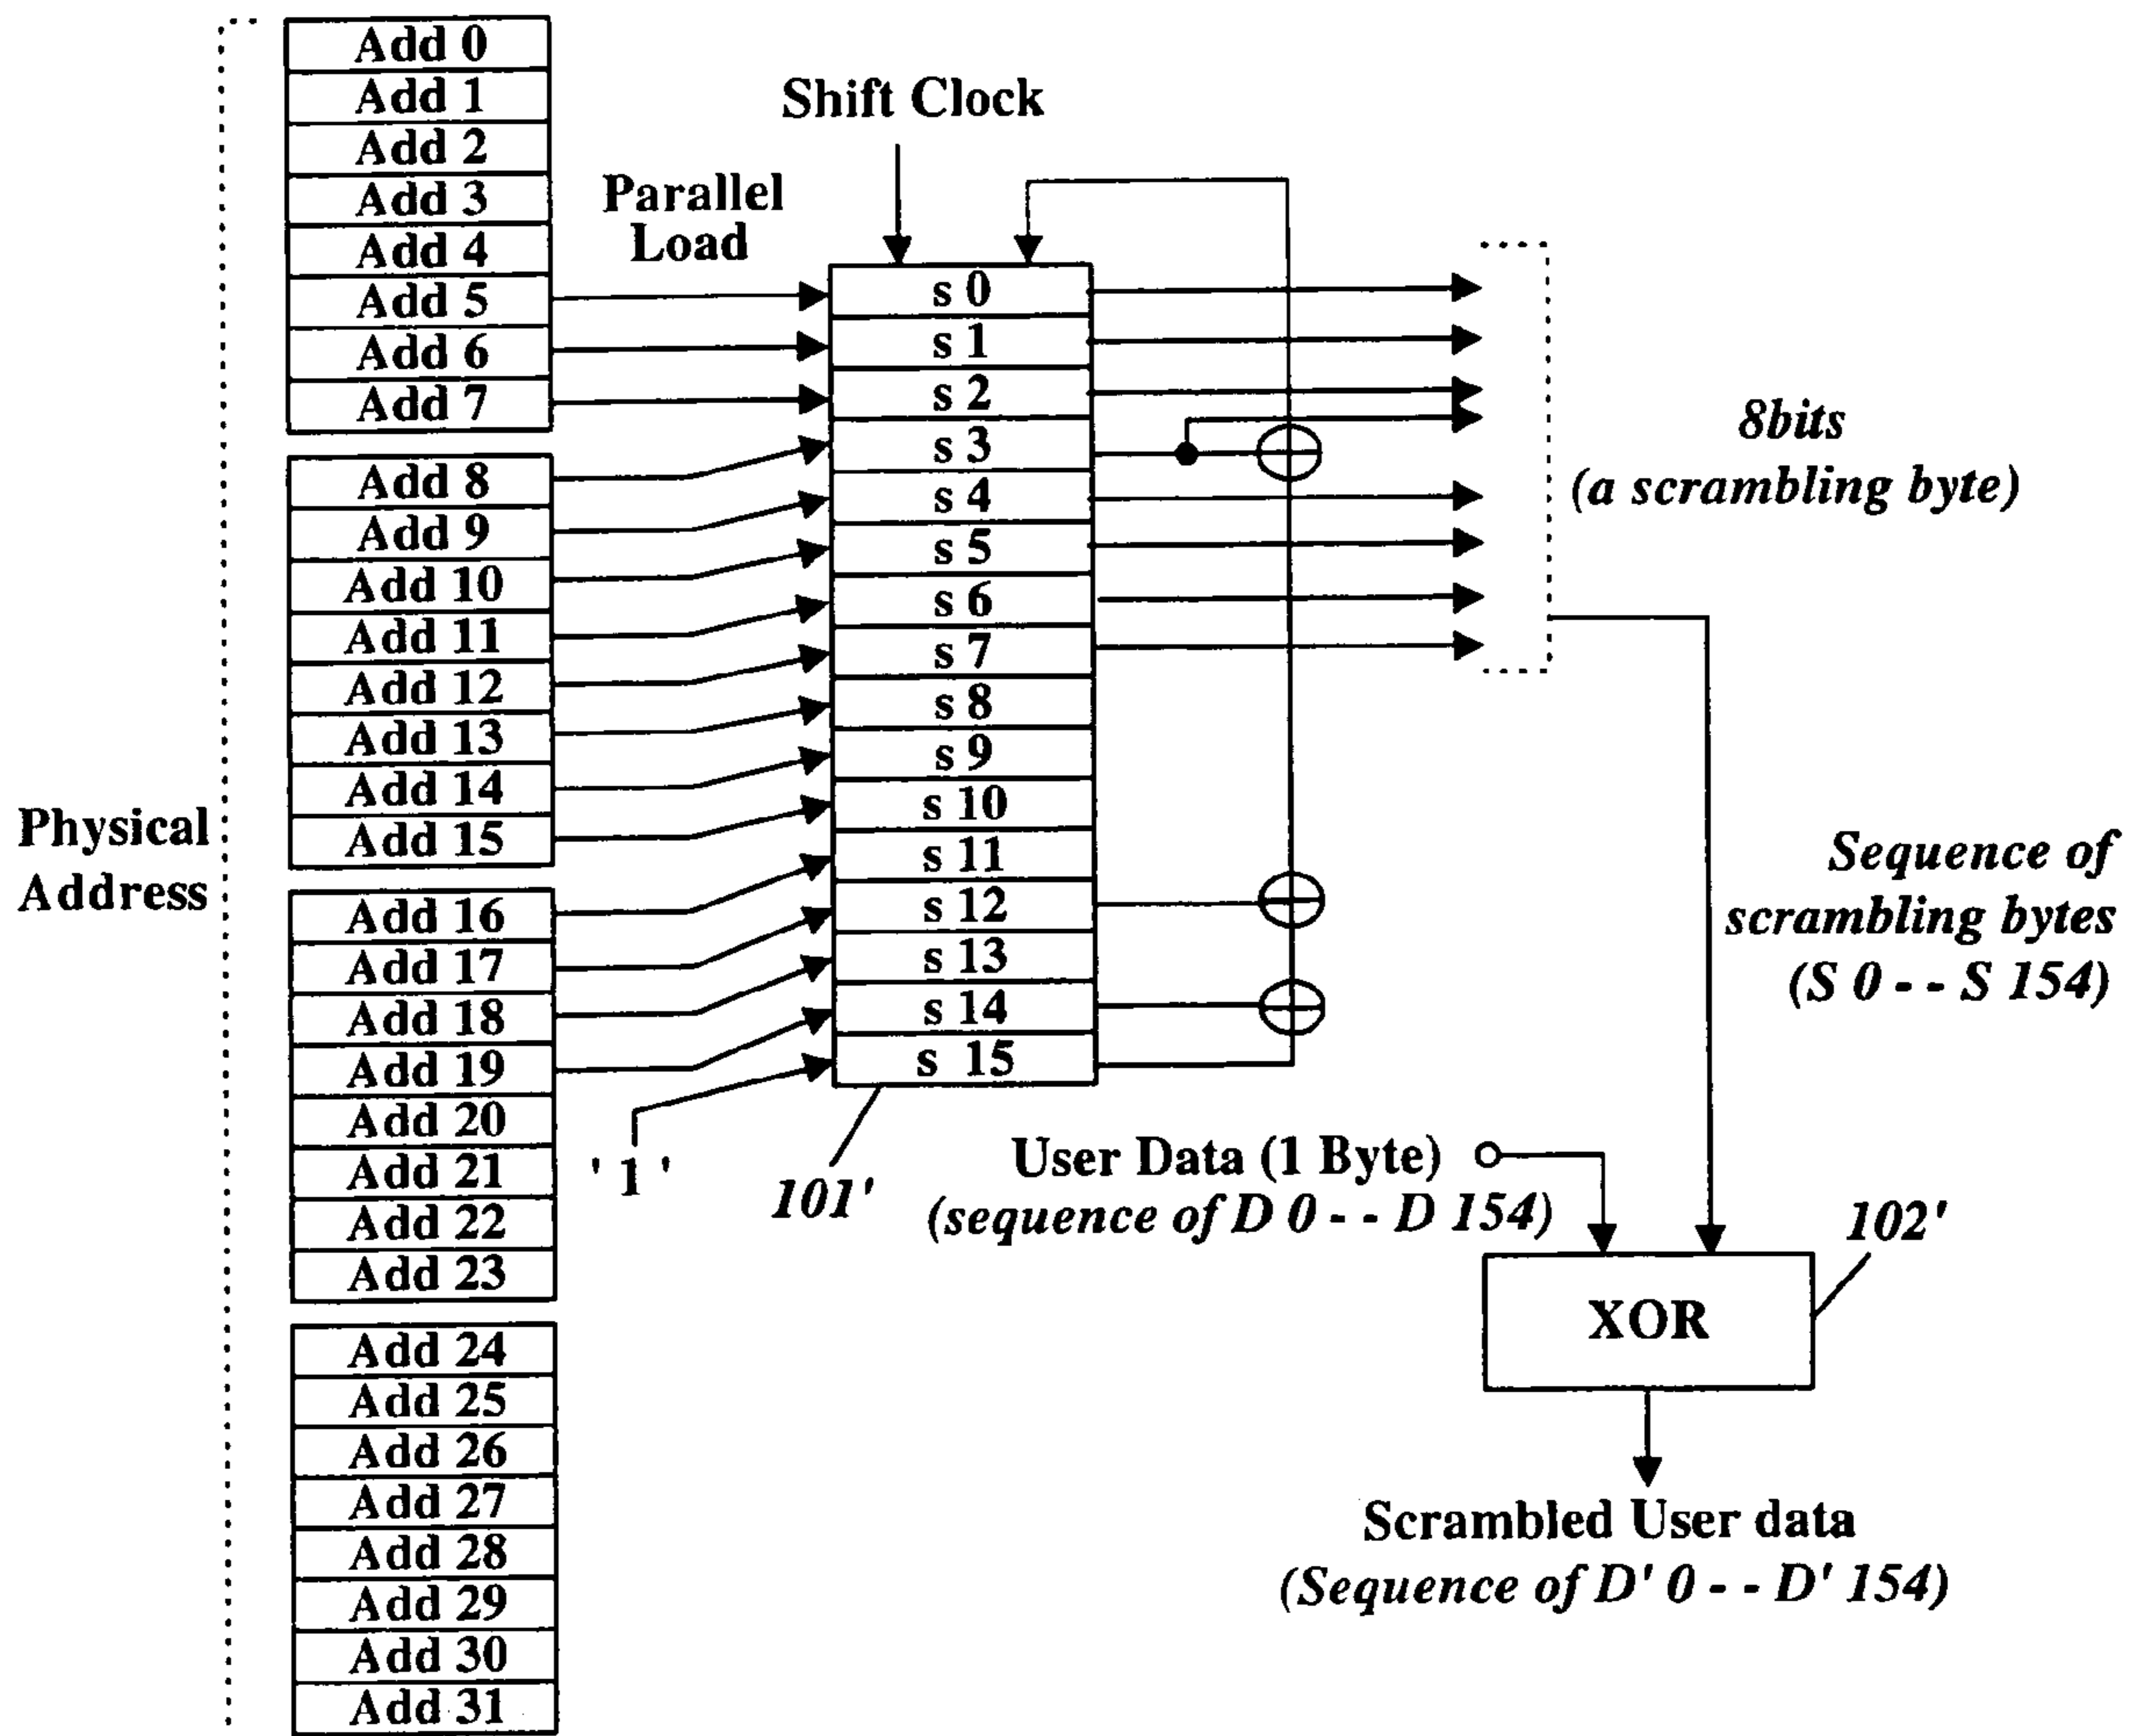 Physical
Address
Add 0
Add 1
Add 2
Add 3
Add 4
Add 5
Add 6
Add 7
Add 8
Add 9
Add 10
Add 11
Add 12
Add 13
Add 14
Add 15
Add 16
Add 17
Add 18
Add 19
Add 20
Add 21
Add 22
Add 23
Add 24
Add 25
Add 26
Add 27
Add 28
Add 29
Add 30
Add 31
Parallel
Load
' 1 '
Shift Clock
s 0
s 1
s 2
s 3
s 4
s 5
s 6
s 7
s 8
s 9
s 10
s 11
s 12
s 13
s 14
s 15
101'
8bits
(a scrambling byte)
Sequence of
scrambling bytes
(S 0 - - S 154)
User Data (1 Byte)
(sequence of D 0 - - D 154)
102'
XOR
Scrambled User data
(Sequence of D' 0 - - D' 154)